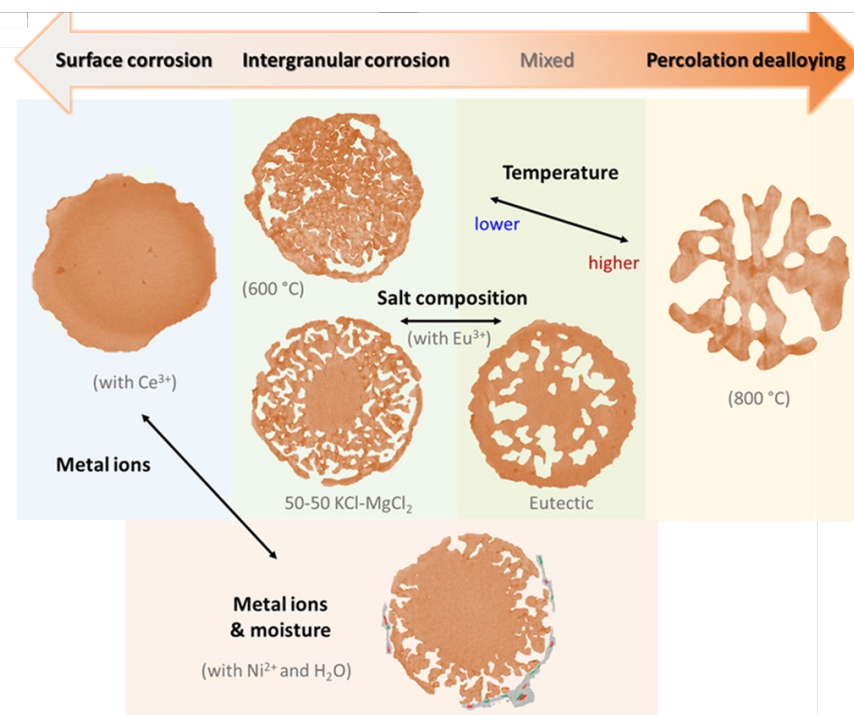 Surface corrosion
Intergranular corrosion
Mixed
Percolation dealloying
Temperature
lower
higher
(600 °C)
Salt composition
(with Eu³⁺)
(with Ce³⁺)
(800 °C)
Metal ions
50-50 KCl-MgCl₂
Eutectic
Metal ions
& moisture
(with Ni²⁺ and H₂O)